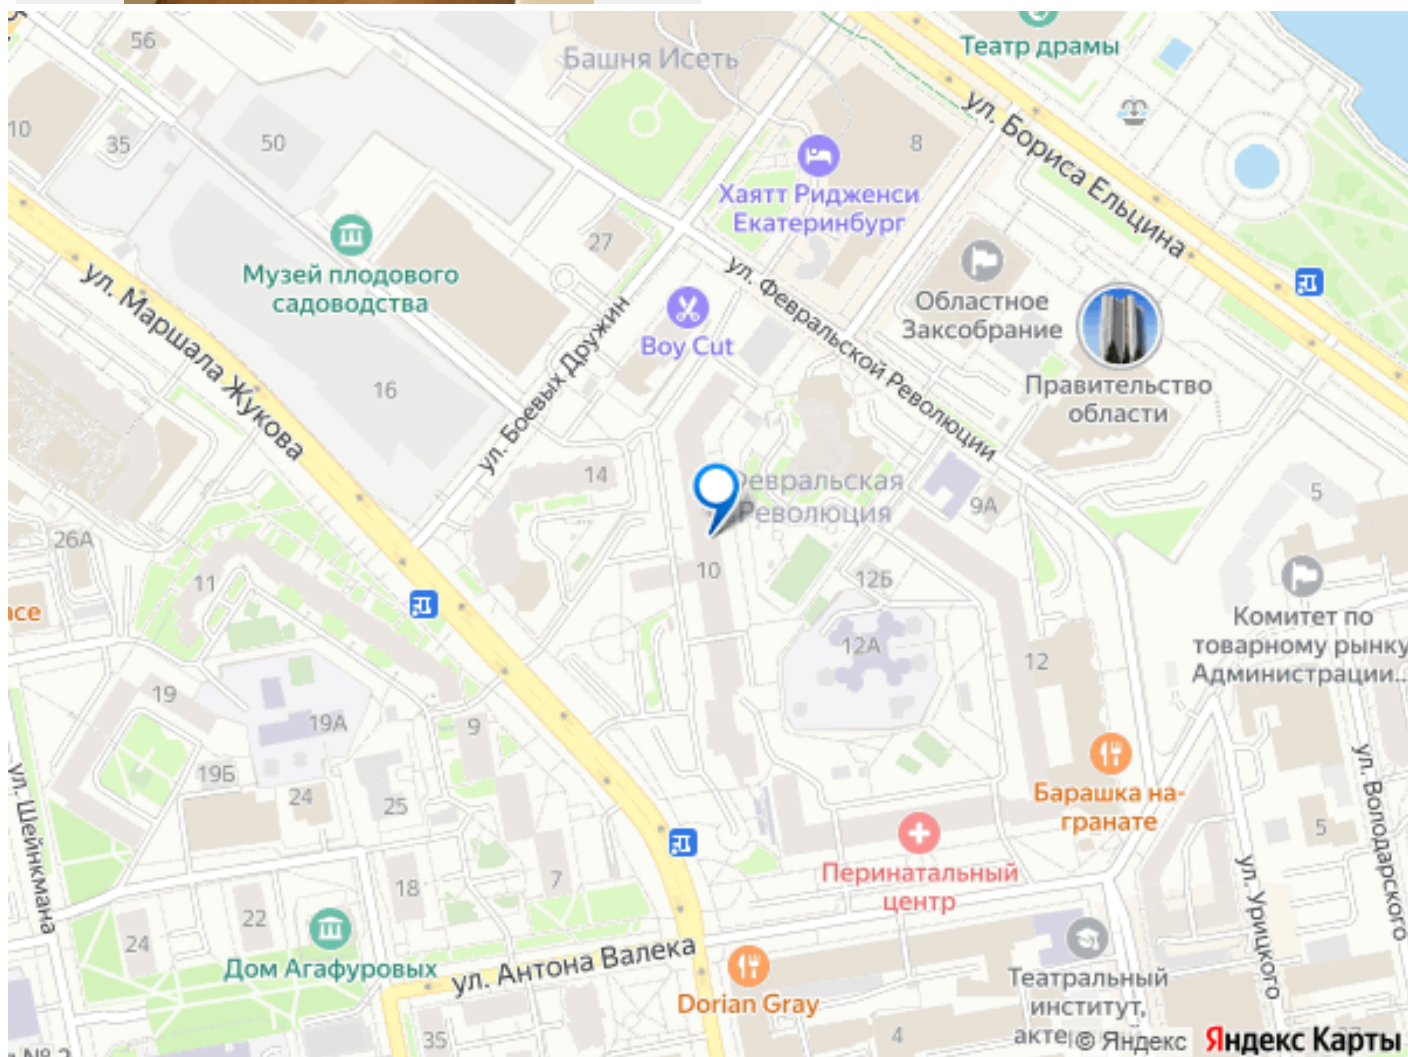 56
Башня Исеть
Театр драмы
ул. Бориса Ельцина
10
35
50
8
Хаятт Ридженси
Екатеринбург
27
Музей плодового
садоводства
Областное
Заксобрание
ул. Маршала Жукова
ул. Февральской Революции
Boy Cut
ул. Боевых Дружин
Правительство
области
16
14
Февральская
Революция
9А
5
26А
11
10
12Б
Комитет по
товарному рынку
Администрации...
12А
12
19
19А
9
19Б
24
25
Барашка на-
гранате
5
ул. Шейнкмана
ул. Володарского
Перинатальный
центр
18
7
22
24
ул. Урицкого
Дом Агафуровых
ул. Антона Валека
Dorian Gray
Театральный
институт,
35
4
© Яндекс
Яндекс Карты